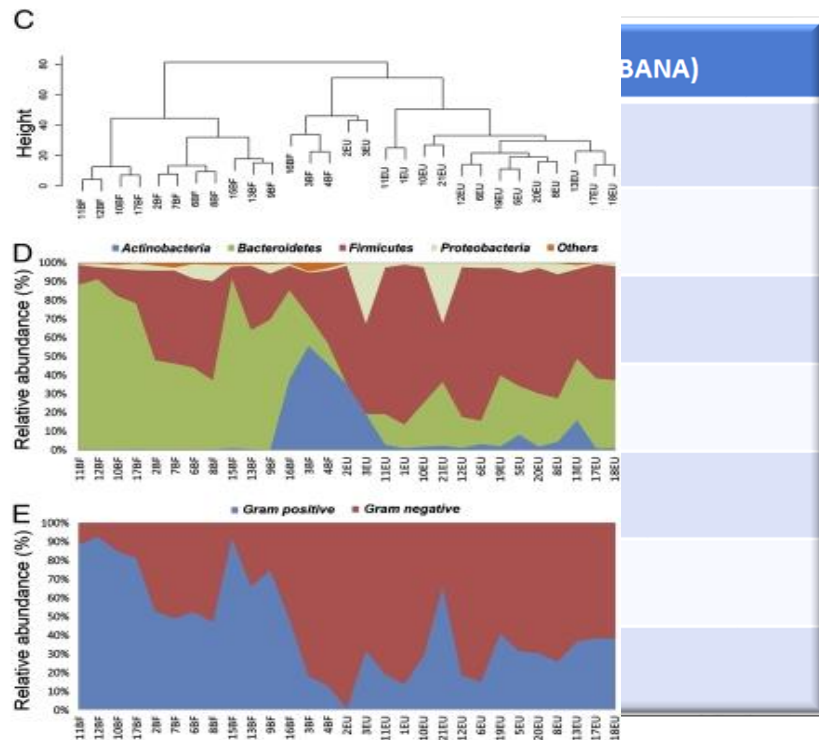 C
BANA)
Height
80
60
40
20
0
11BF 12BF 10BF 17BF 2BF 7BF 6BF 8BF 15BF 13BF 9BF 16BF 3BF 4BF 2EU 3EU 11EU 1EU 10EU 21EU 12EU 6EU 19EU 5EU 20EU 8EU 13EU 17EU 18EU
D
Actinobacteria Bacteroidetes Firmicutes Proteobacteria Others
Relative abundance (%)
100%
90%
80%
70%
60%
50%
40%
30%
20%
10%
0%
11BF 12BF 10BF 17BF 2BF 7BF 6BF 8BF 15BF 13BF 9BF 16BF 3BF 4BF 2EU 3EU 11EU 1EU 10EU 21EU 12EU 6EU 19EU 5EU 20EU 8EU 13EU 17EU 18EU
E
Gram positive Gram negative
Relative abundance (%)
100%
90%
80%
70%
60%
50%
40%
30%
20%
10%
0%
11BF 12BF 10BF 17BF 2BF 7BF 6BF 8BF 15BF 13BF 9BF 16BF 3BF 4BF 2EU 3EU 11EU 1EU 10EU 21EU 12EU 6EU 19EU 5EU 20EU 8EU 13EU 17EU 18EU